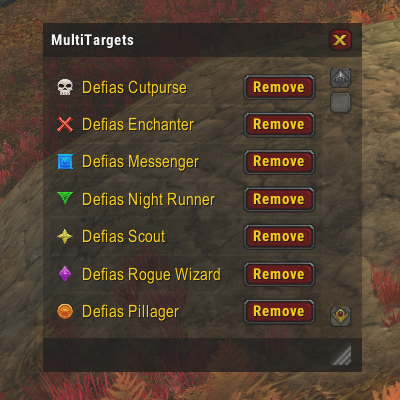 MultiTargets
Defias Cutpurse Remove
Defias Enchanter Remove
Defias Messenger Remove
Defias Night Runner Remove
Defias Scout Remove
Defias Rogue Wizard Remove
Defias Pillager Remove